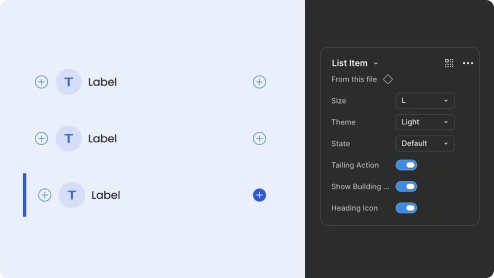 T Label
T Label
T Label
List Item
From this file
Size L
Theme Light
State Default
Tailing Action
Show Building ...
Heading Icon